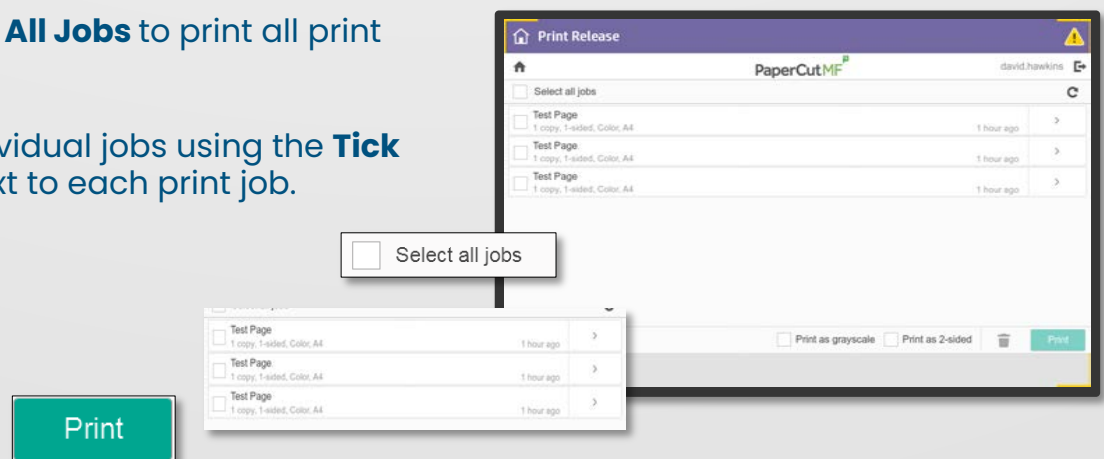 All Jobs to print all print
vidual jobs using the Tick
xt to each print job.
Print Release
PaperCutMF
david.hawkins
Select all jobs
Test Page
1 copy, 1-sided, Color, A4
1 hour ago
Test Page
1 copy, 1-sided, Color, A4
1 hour ago
Test Page
1 copy, 1-sided, Color, A4
1 hour ago
Select all jobs
Print as grayscale
Print as 2-sided
Print
Test Page
1 copy, 1-sided, Color, A4
1 hour ago
Test Page
1 copy, 1-sided, Color, A4
1 hour ago
Test Page
1 copy, 1-sided, Color, A4
1 hour ago
Print